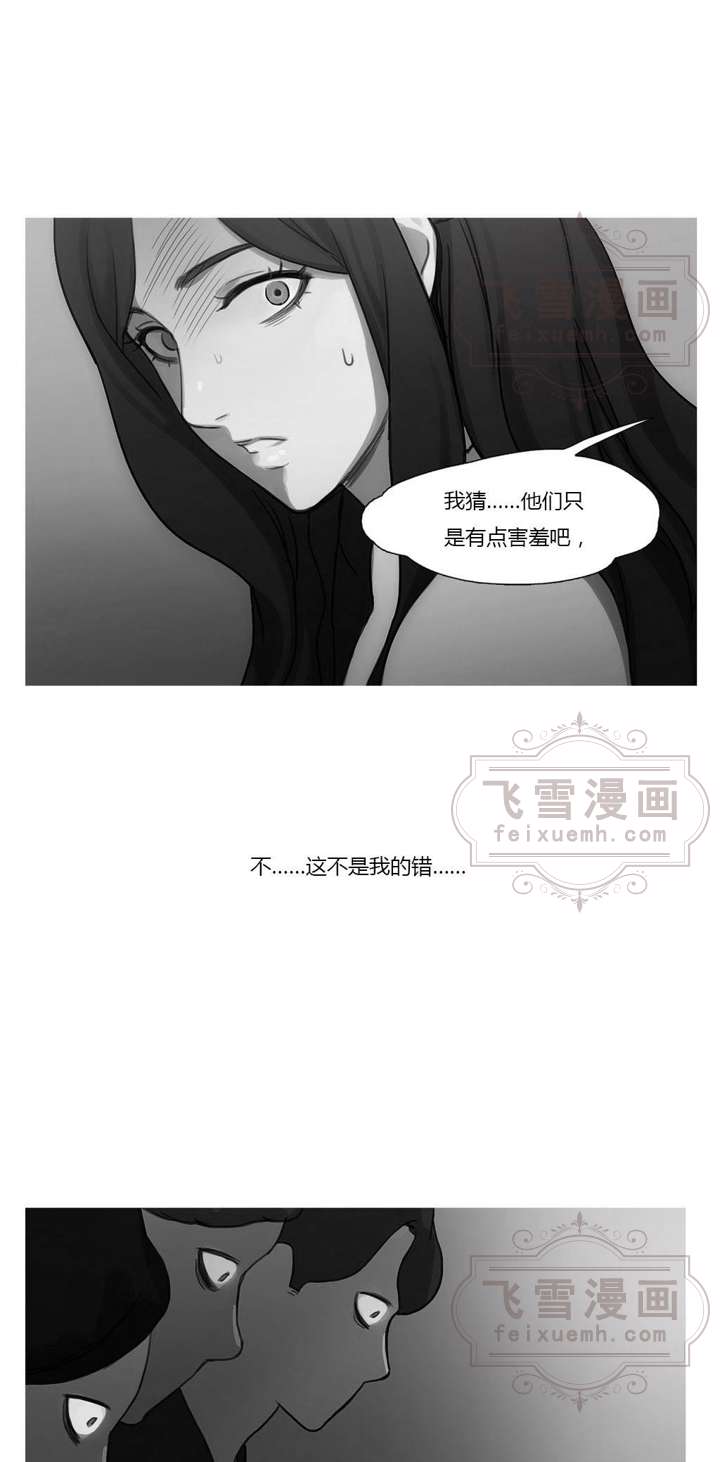 飞雪漫画
feixuemh.com
我猜......他们只
是有点害羞吧，
飞雪漫画
feixuemh.com
不......这不是我的错......
飞雪漫画
feixuemh.com